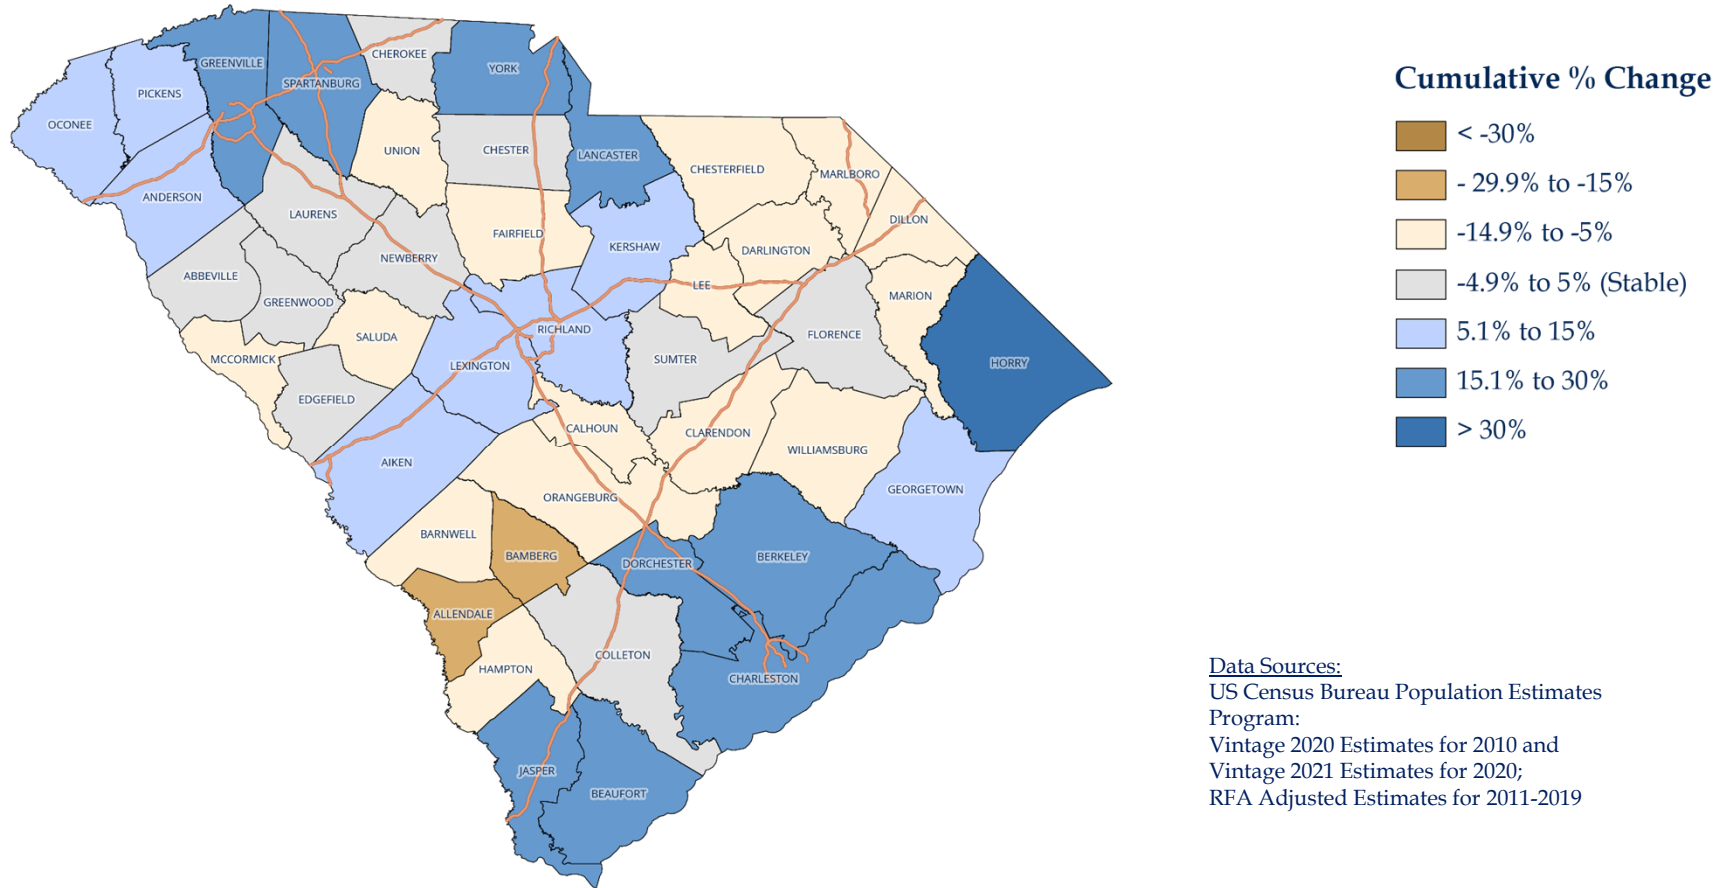 Cumulative % Change
< -30%
- 29.9% to -15%
-14.9% to -5%
-4.9% to 5% (Stable)
5.1% to 15%
15.1% to 30%
> 30%
CHEROKEE
GREENVILLE
YORK
SPARTANBURG
PICKENS
OCONEE
UNION
CHESTER
LANCASTER
CHESTERFIELD
MARLBORO
ANDERSON
LAURENS
DILLON
FAIRFIELD
KERSHAW
DARLINGTON
NEWBERRY
ABBEVILLE
LEE
MARION
GREENWOOD
RICHLAND
FLORENCE
SALUDA
MCCORMICK
LEXINGTON
SUMTER
HORRY
EDGEFIELD
CALHOUN
CLARENDON
WILLIAMSBURG
AIKEN
GEORGETOWN
ORANGEBURG
BARNWELL
BAMBERG
BERKELEY
DORCHESTER
ALLENDALE
COLLETON
HAMPTON
CHARLESTON
JASPER
BEAUFORT
Data Sources:
US Census Bureau Population Estimates
Program:
Vintage 2020 Estimates for 2010 and
Vintage 2021 Estimates for 2020;
RFA Adjusted Estimates for 2011-2019